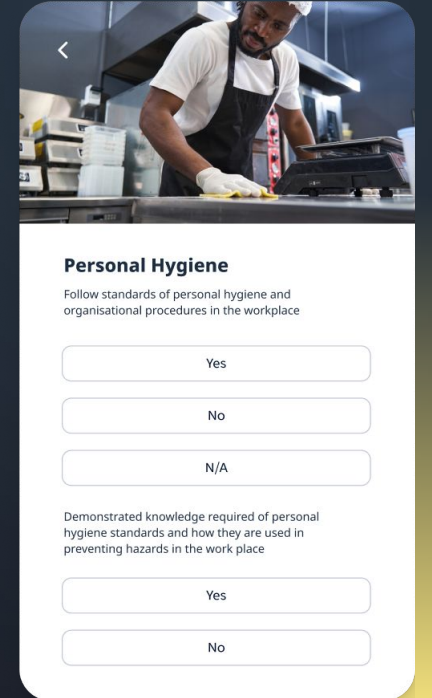 Personal Hygiene
Follow standards of personal hygiene and
organisational procedures in the workplace
Yes
No
N/A
Demonstrated knowledge required of personal
hygiene standards and how they are used in
preventing hazards in the work place
Yes
No